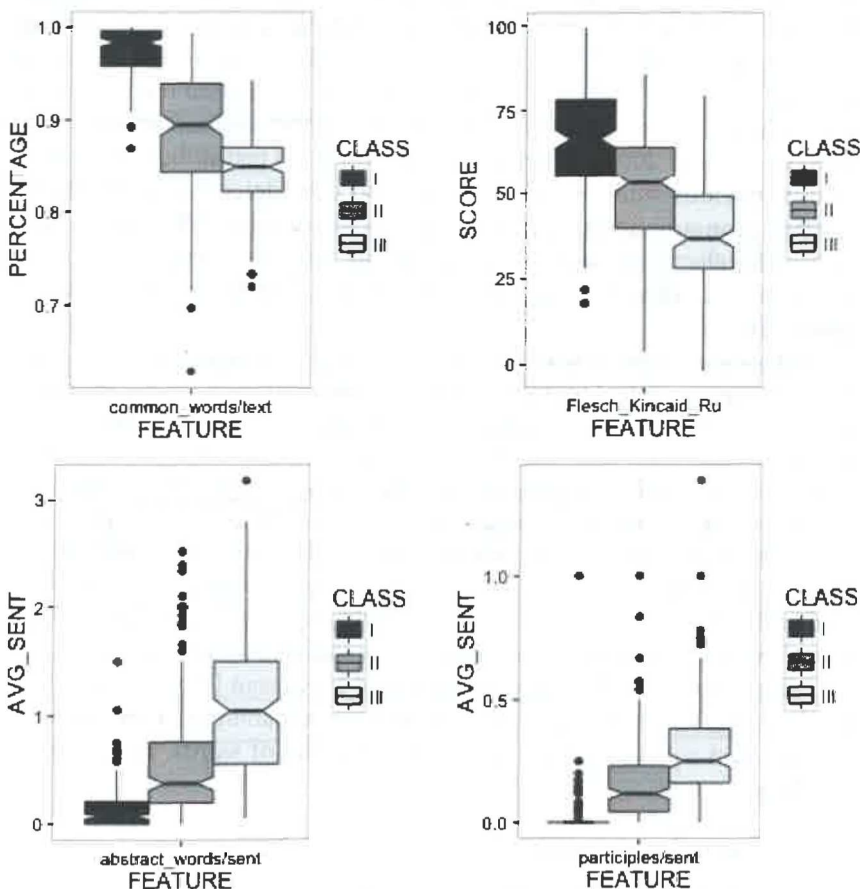 1.0
0.9
0.8
0.7
PERCENTAGE
common_words/text
FEATURE
CLASS
I
II
III
100
75
50
25
0
SCORE
Flesch_Kincaid_Ru
FEATURE
CLASS
I
II
III
3
2
1
0
AVG_SENT
abstract_words/sent
FEATURE
CLASS
I
II
III
1.0
0.5
0.0
AVG_SENT
participles/sent
FEATURE
CLASS
I
II
III